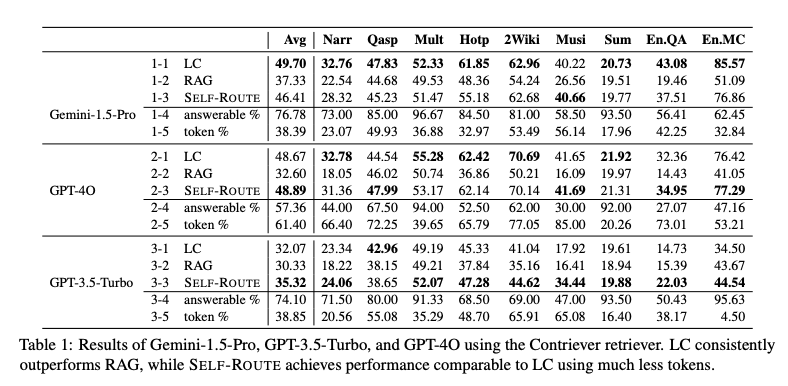 Avg Narr Qasp Mult Hotp 2Wiki Musi Sum En.QA En.MC
1-1 LC 49.70 32.76 47.83 52.33 61.85 62.96 40.22 20.73 43.08 85.57
1-2 RAG 37.33 22.54 44.68 49.53 48.36 54.24 26.56 19.51 19.46 51.09
1-3 SELF-ROUTE 46.41 28.32 45.23 51.47 55.18 62.68 40.66 19.77 37.51 76.86
Gemini-1.5-Pro 1-4 answerable % 76.78 73.00 85.00 96.67 84.50 81.00 58.50 93.50 56.41 62.45
1-5 token % 38.39 23.07 49.93 36.88 32.97 53.49 56.14 17.96 42.25 32.84
2-1 LC 48.67 32.78 44.54 55.28 62.42 70.69 41.65 21.92 32.36 76.42
2-2 RAG 32.60 18.05 46.02 50.74 36.86 50.21 16.09 19.97 14.43 41.05
GPT-4O 2-3 SELF-ROUTE 48.89 31.36 47.99 53.17 62.14 70.14 41.69 21.31 34.95 77.29
2-4 answerable % 57.36 44.00 67.50 94.00 52.50 62.00 30.00 92.00 27.07 47.16
2-5 token % 61.40 66.40 72.25 39.65 65.79 77.05 85.00 20.26 73.01 53.21
3-1 LC 32.07 23.34 42.96 49.19 45.33 41.04 17.92 19.61 14.73 34.50
3-2 RAG 30.33 18.22 38.15 49.21 37.84 35.16 16.41 18.94 15.39 43.67
GPT-3.5-Turbo 3-3 SELF-ROUTE 35.32 24.06 38.65 52.07 47.28 44.62 34.44 19.88 22.03 44.54
3-4 answerable % 74.10 71.50 80.00 91.33 68.50 69.00 47.00 93.50 50.43 95.63
3-5 token % 38.85 20.56 55.08 35.29 48.70 65.91 65.08 16.40 38.17 4.50
Table 1: Results of Gemini-1.5-Pro, GPT-3.5-Turbo, and GPT-4O using the Contriever retriever. LC consistently
outperforms RAG, while SELF-ROUTE achieves performance comparable to LC using much less tokens.